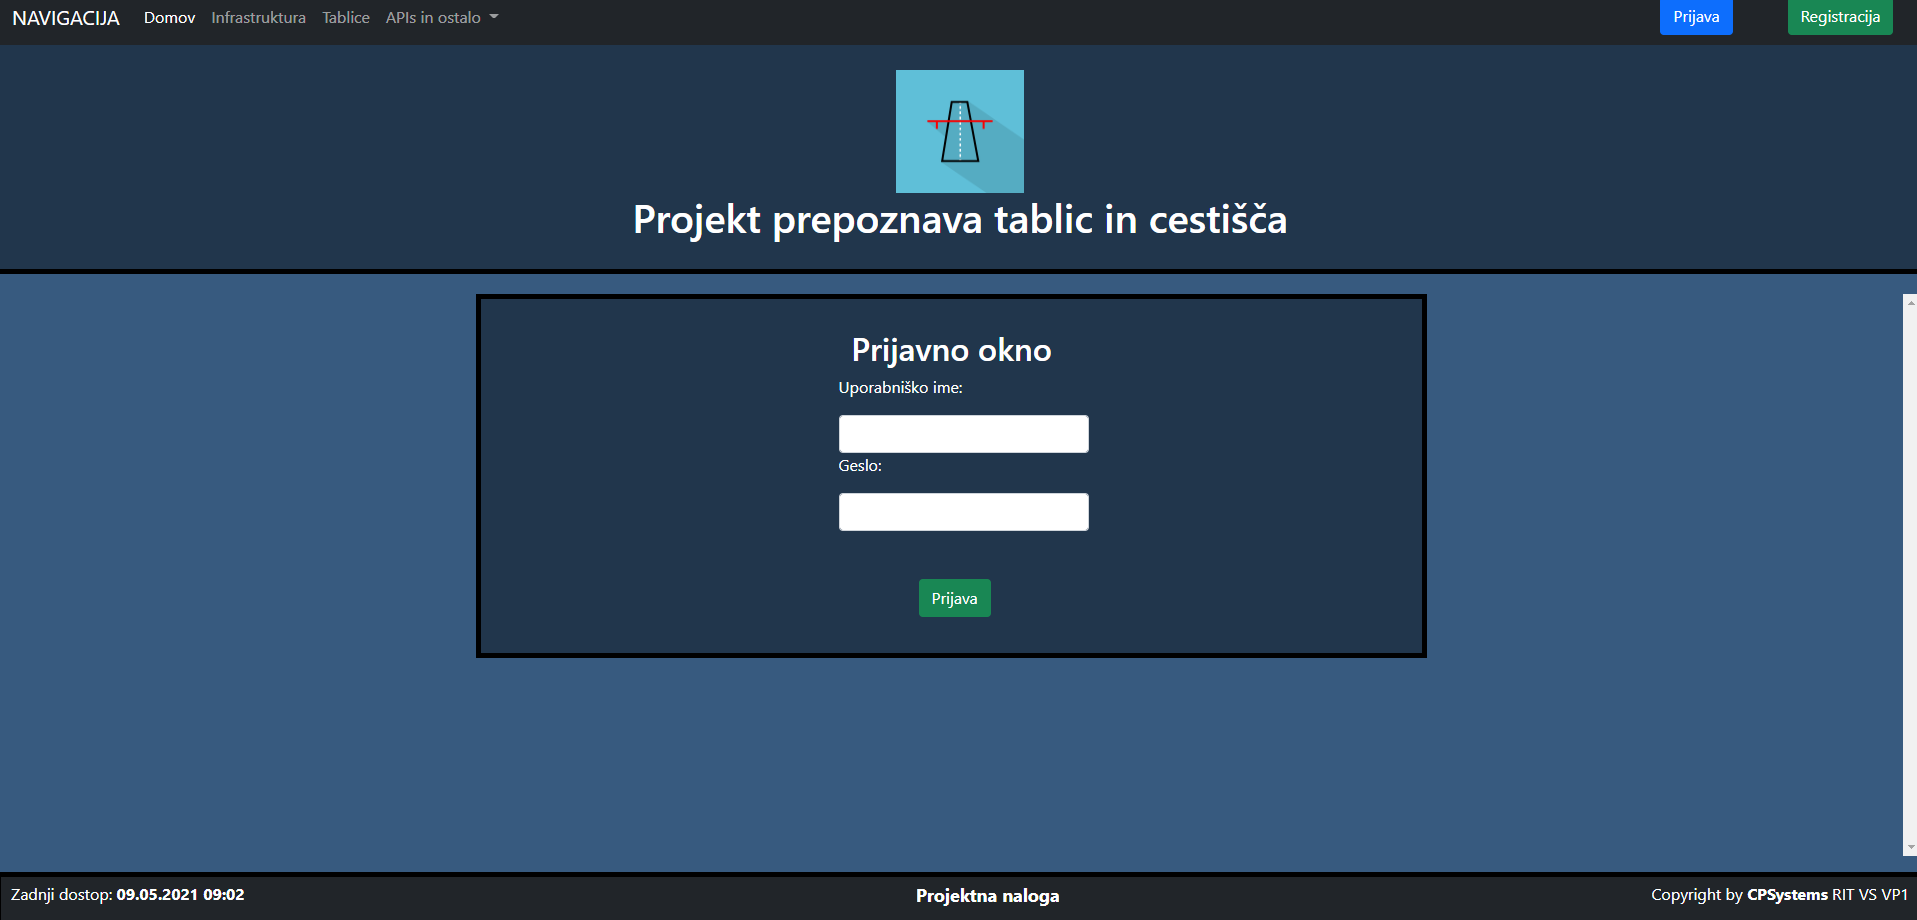 NAVIGACIJA Domov Infrastruktura Tablice APIs in ostalo Prijava Registracija
Projekt prepoznava tablic in cestišča
Prijavno okno
Uporabniško ime:
Geslo:
Prijava
Zadnji dostop: 09.05.2021 09:02 Projektna naloga Copyright by CPSystems RIT VS VP1